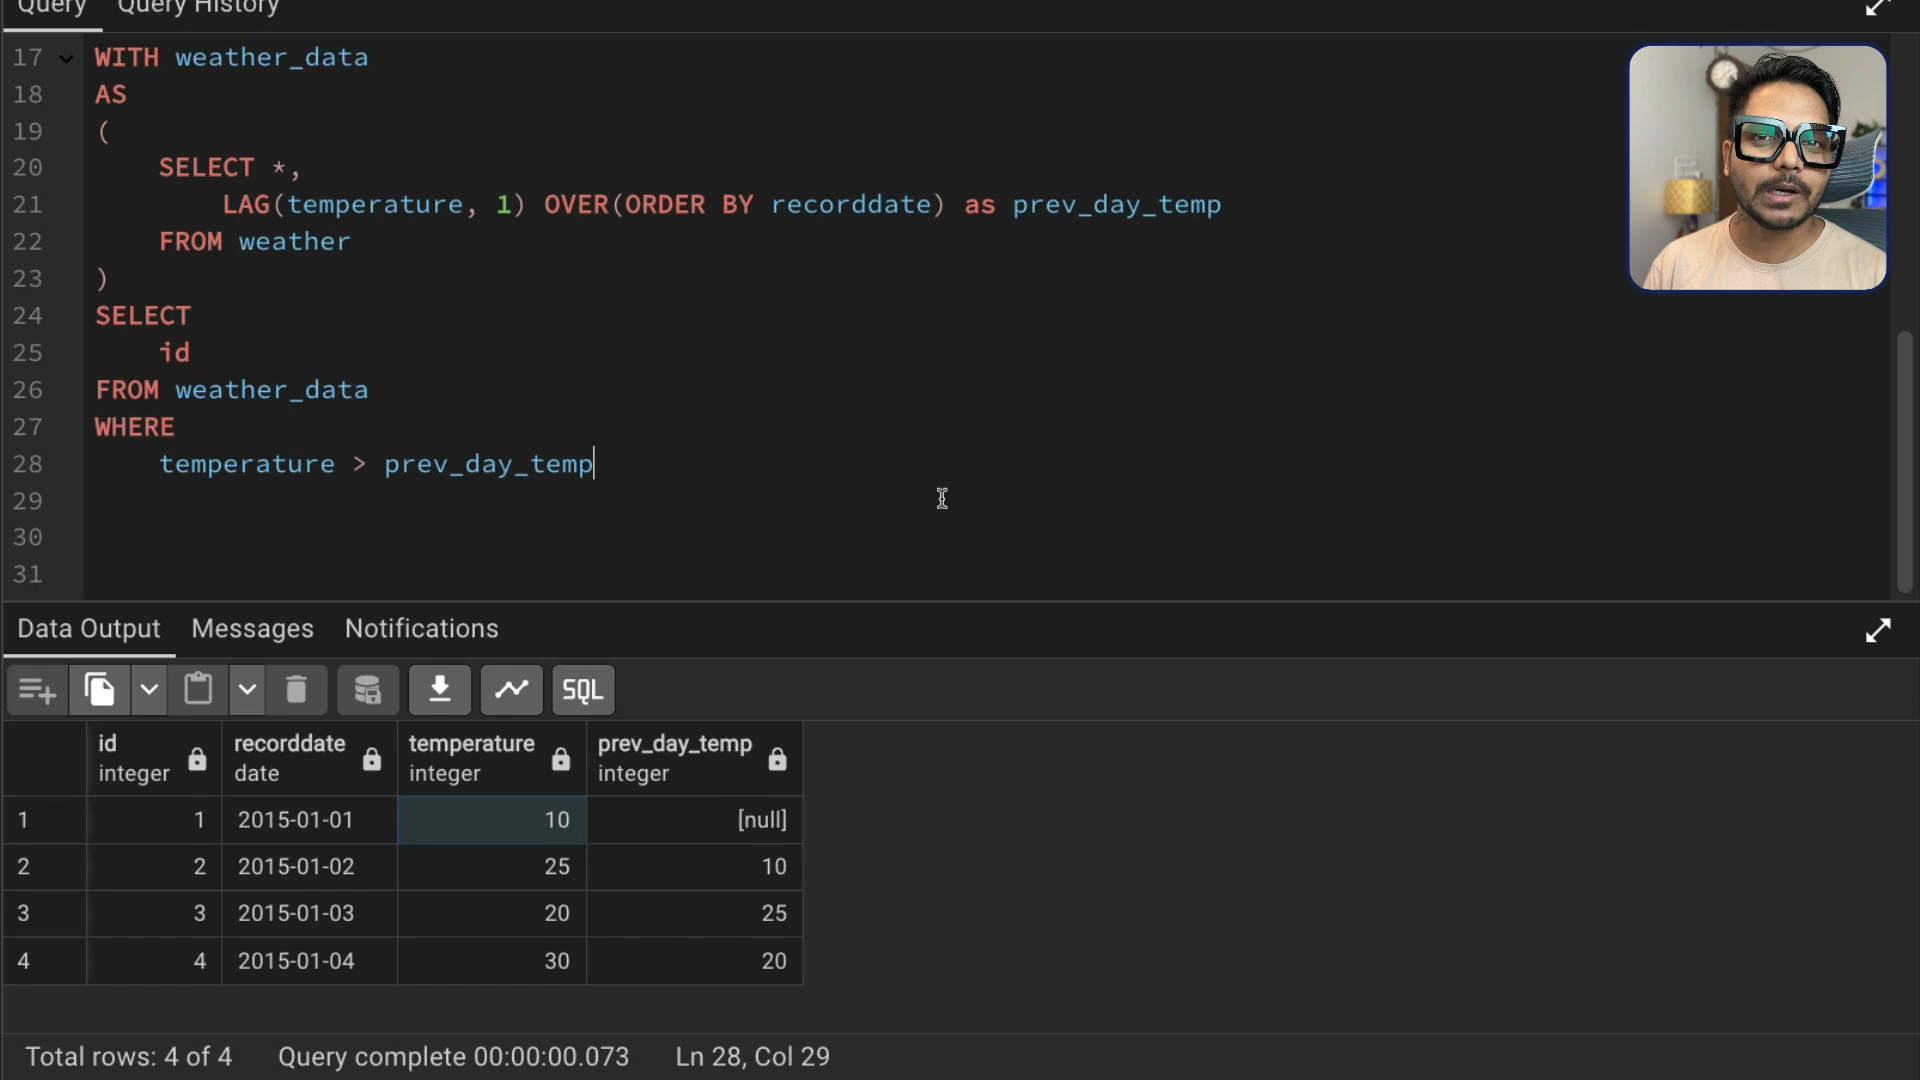 Query Query History
17 WITH weather_data
18 AS
19 (
20 SELECT *,
21 LAG(temperature, 1) OVER(ORDER BY recorddate) as prev_day_temp
22 FROM weather
23 )
24 SELECT
25 id
26 FROM weather_data
27 WHERE
28 temperature > prev_day_temp
29
30
31
Data Output Messages Notifications
SQL
id recorddate temperature prev_day_temp
integer date integer integer
1 1 2015-01-01 10 [null]
2 2 2015-01-02 25 10
3 3 2015-01-03 20 25
4 4 2015-01-04 30 20
Total rows: 4 of 4 Query complete 00:00:00.073 Ln 28, Col 29